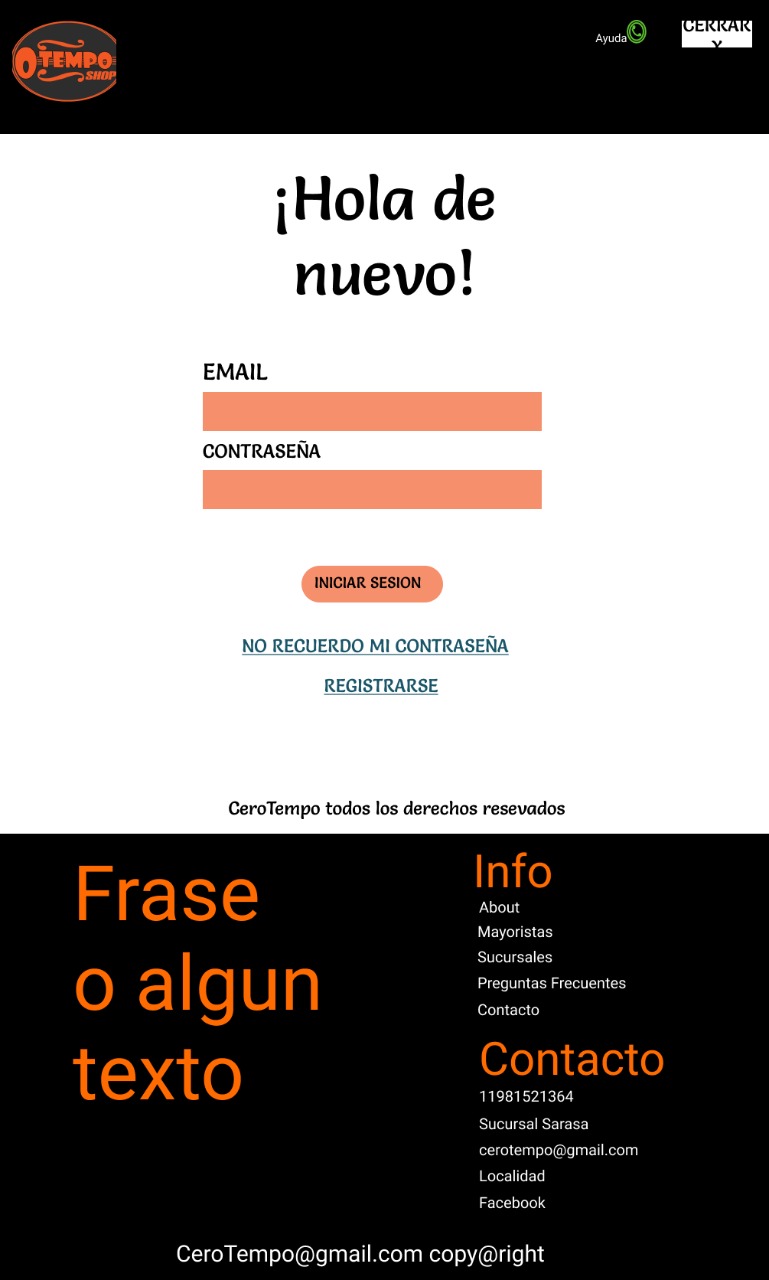 0 TEMPO
SHOP
Ayuda
CERRAR
X
¡Hola de
nuevo!
EMAIL
CONTRASEÑA
INICIAR SESION
NO RECUERDO MI CONTRASEÑA
REGISTRARSE
CeroTempo todos los derechos resevados
Frase
o algun
texto
Info
About
Mayoristas
Sucursales
Preguntas Frecuentes
Contacto
Contacto
11981521364
Sucursal Sarasa
cerotempo@gmail.com
Localidad
Facebook
CeroTempo@gmail.com copy@right